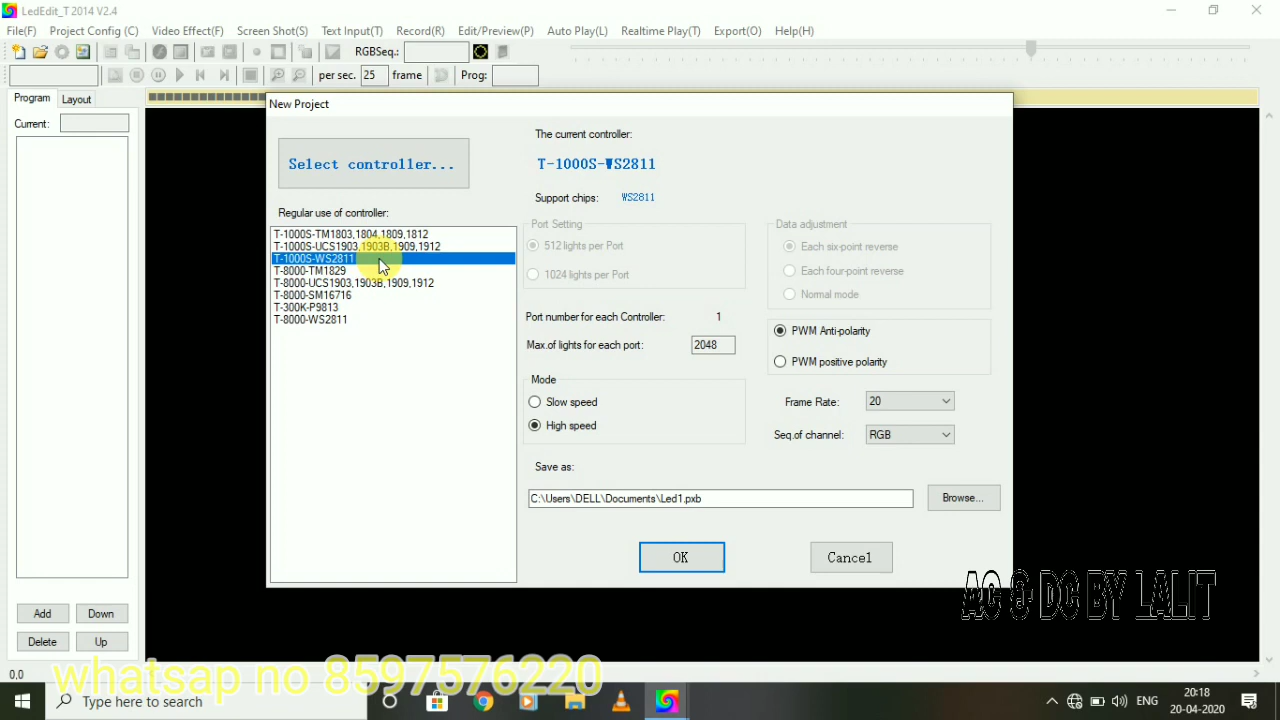 LedEdit_T 2014 V2.4
File(F) Project Config (C) Video Effect(F) Screen Shot(S) Text Input(T) Record(R) Edit/Preview(P) Auto Play(L) Realtime Play(T) Export(O) Help(H)
RGBSeq.:
per sec. 25 frame Prog:
Program Layout
Current:
New Project
Select controller...
The current controller:
T-1000S-WS2811
Support chips: WS2811
Regular use of controller:
T-1000S-TM1803,1804,1809,1812
T-1000S-UCS1903,1903B,1909,1912
T-1000S-WS2811
T-8000-TM1829
T-8000-UCS1903,1903B,1909,1912
T-8000-SM16716
T-300K-P9813
T-8000-WS2811
Port Setting
512 lights per Port
1024 lights per Port
Data adjustment
Each six-point reverse
Each four-point reverse
Normal mode
Port number for each Controller: 1
Max.of lights for each port: 2048
PWM Anti-polarity
PWM positive polarity
Mode
Slow speed
High speed
Frame Rate: 20
Seq.of channel: RGB
Save as:
C:\Users\DELL\Documents\Led1.pxb
Browse...
OK Cancel
AC & DC BY LALIT
Add Down
Delete Up
0,0
whatsap no 8597576220
Type here to search
ENG
20:18
20-04-2020